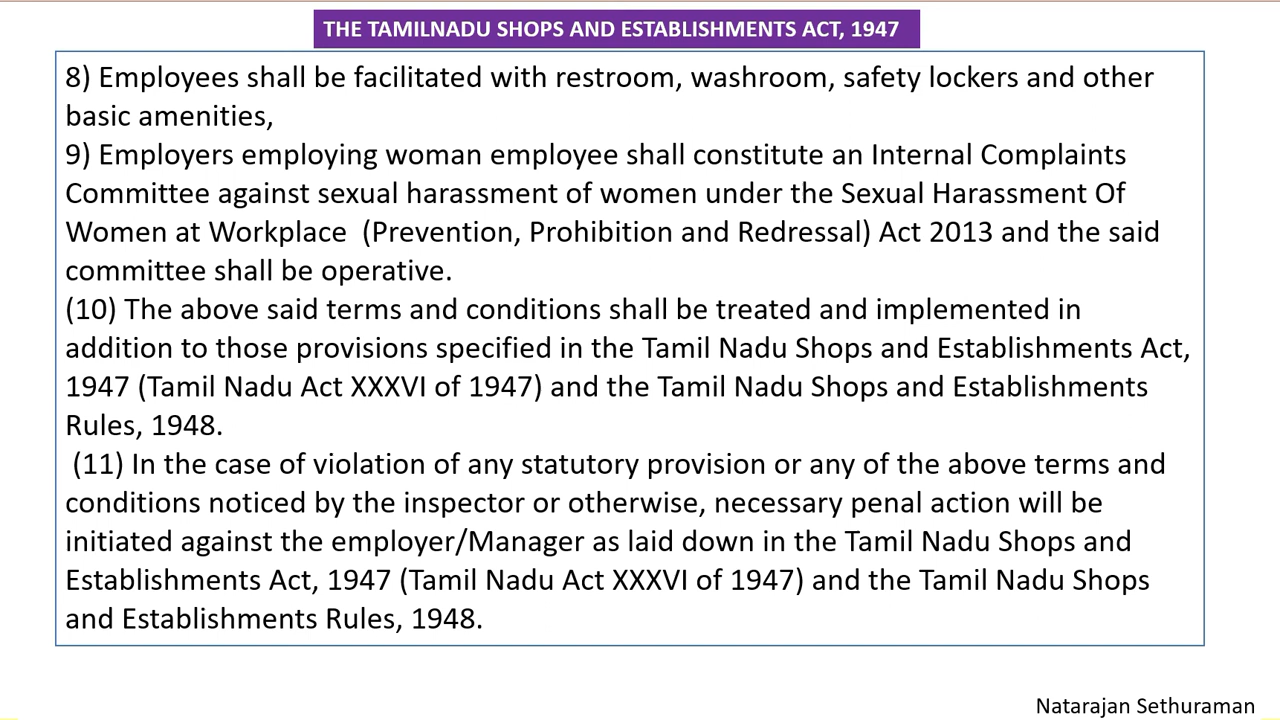 THE TAMILNADU SHOPS AND ESTABLISHMENTS ACT, 1947
8) Employees shall be facilitated with restroom, washroom, safety lockers and other
basic amenities,
9) Employers employing woman employee shall constitute an Internal Complaints
Committee against sexual harassment of women under the Sexual Harassment Of
Women at Workplace  (Prevention, Prohibition and Redressal) Act 2013 and the said
committee shall be operative.
(10) The above said terms and conditions shall be treated and implemented in
addition to those provisions specified in the Tamil Nadu Shops and Establishments Act,
1947 (Tamil Nadu Act XXXVI of 1947) and the Tamil Nadu Shops and Establishments
Rules, 1948.
(11) In the case of violation of any statutory provision or any of the above terms and
conditions noticed by the inspector or otherwise, necessary penal action will be
initiated against the employer/Manager as laid down in the Tamil Nadu Shops and
Establishments Act, 1947 (Tamil Nadu Act XXXVI of 1947) and the Tamil Nadu Shops
and Establishments Rules, 1948.
Natarajan Sethuraman